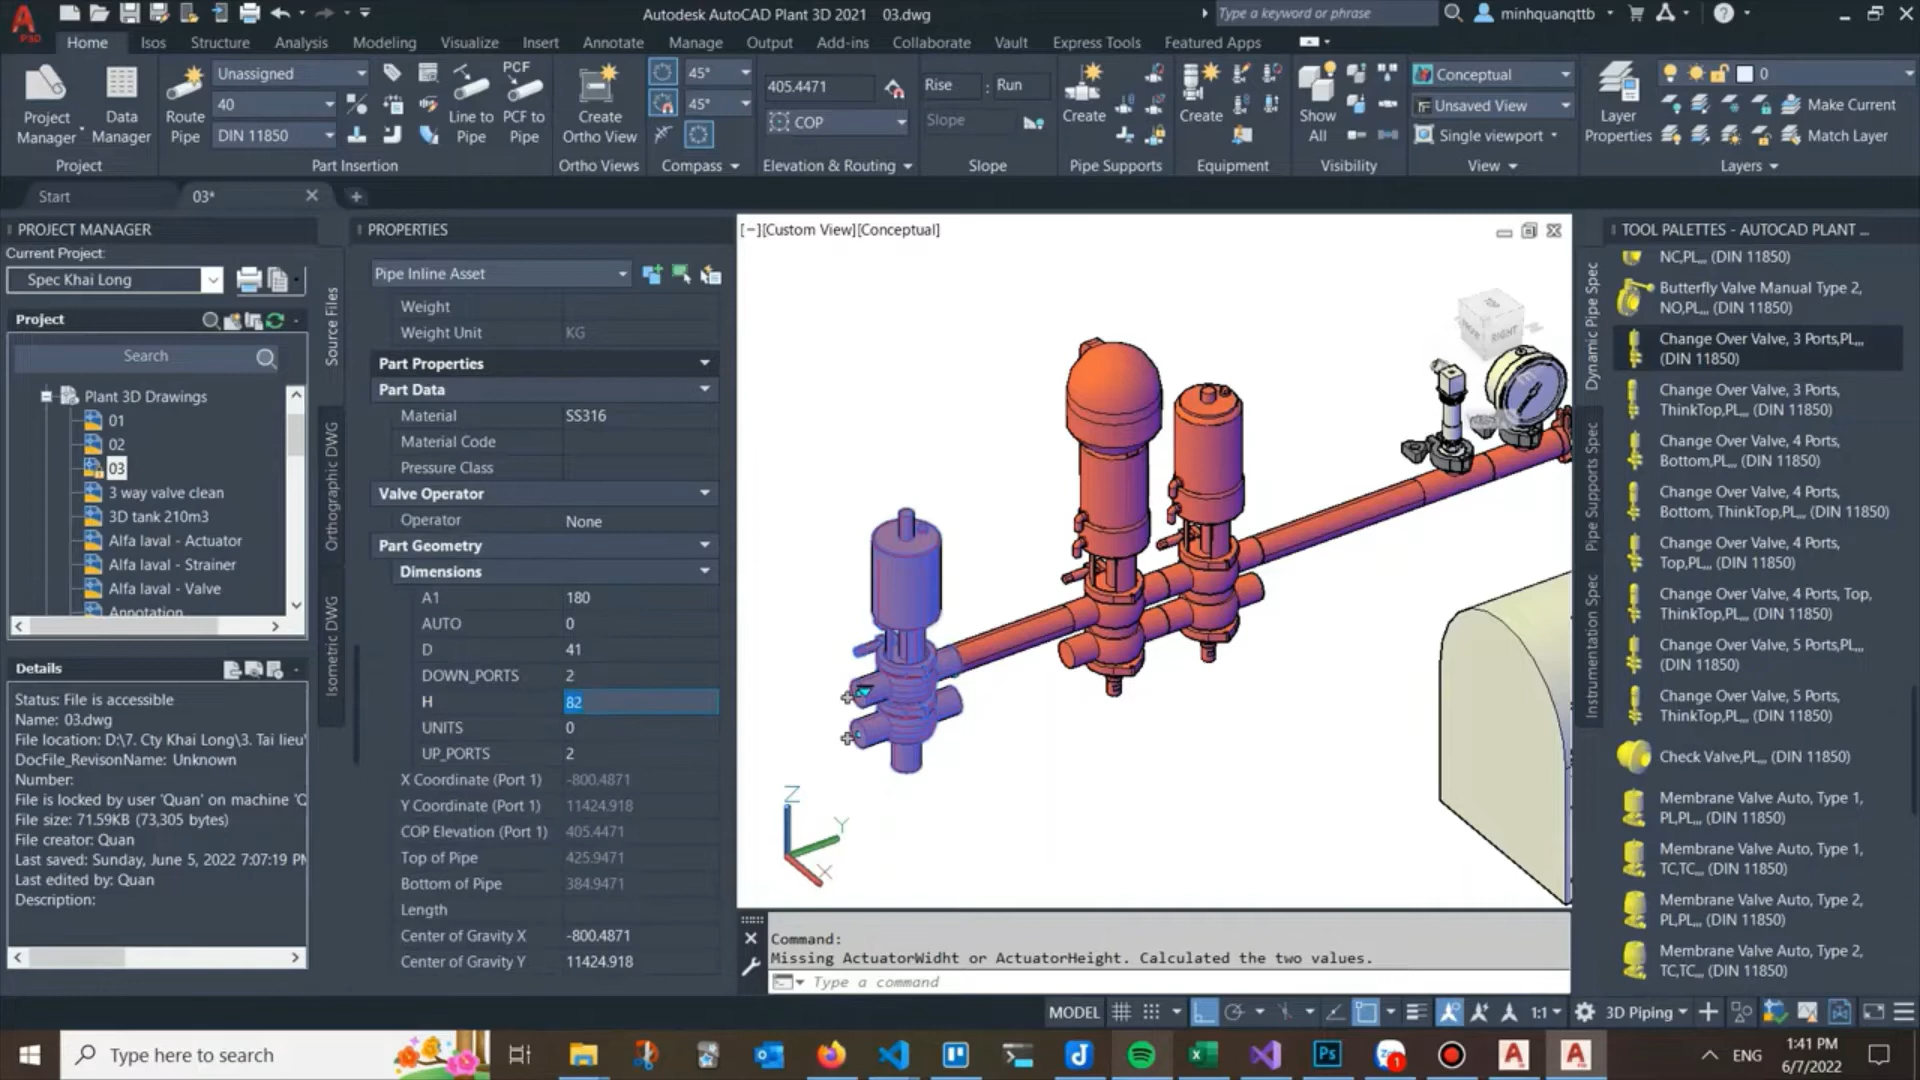 Autodesk AutoCAD Plant 3D 2021 03.dwg
Type a keyword or phrase
minhquangttb
P3D
Home
Isos
Structure
Analysis
Modeling
Visualize
Insert
Annotate
Manage
Output
Add-ins
Collaborate
Vault
Express Tools
Featured Apps
Project Manager
Data Manager
Project
Route Pipe
Unassigned
40
DIN 11850
Line to Pipe
PCF
PCF to Pipe
Part Insertion
Create Ortho View
Ortho Views
45°
45°
Compass
405.4471
COP
Elevation & Routing
Rise : Run
Slope
Slope
Create
Pipe Supports
Create
Equipment
Show All
Visibility
Conceptual
Unsaved View
Single viewport
View
Layer Properties
0
Make Current
Match Layer
Layers
Start
03*
PROJECT MANAGER
Current Project:
Spec Khai Long
Project
Search
Plant 3D Drawings
01
02
03
3 way valve clean
3D tank 210m3
Alfa laval - Actuator
Alfa laval - Strainer
Alfa laval - Valve
Annotation
Source Files
Orthographic DWG
Isometric DWG
Details
Status: File is accessible
Name: 03.dwg
File location: D:\7. Cty Khai Long\3. Tai lieu'
DocFile_RevisonName: Unknown
Number:
File is locked by user 'Quan' on machine 'Q
File size: 71.59KB (73,305 bytes)
File creator: Quan
Last saved: Sunday, June 5, 2022 7:07:19 PM
Last edited by: Quan
Description:
PROPERTIES
Pipe Inline Asset
Weight
Weight Unit KG
Part Properties
Part Data
Material SS316
Material Code
Pressure Class
Valve Operator
Operator None
Part Geometry
Dimensions
A1 180
AUTO 0
D 41
DOWN_PORTS 2
H 82
UNITS 0
UP_PORTS 2
X Coordinate (Port 1) -800.4871
Y Coordinate (Port 1) 11424.918
COP Elevation (Port 1) 405.4471
Top of Pipe 425.9471
Bottom of Pipe 384.9471
Length
Center of Gravity X -800.4871
Center of Gravity Y 11424.918
[−][Custom View][Conceptual]
TOP
RIGHT
Z
Y
X
Command:
Missing ActuatorWidht or ActuatorHeight. Calculated the two values.
Type a command
TOOL PALETTES - AUTOCAD PLANT ...
Dynamic Pipe Spec
Pipe Supports Spec
Instrumentation Spec
NC,PL,,, (DIN 11850)
Butterfly Valve Manual Type 2,
NO,PL,,, (DIN 11850)
Change Over Valve, 3 Ports,PL,,,
(DIN 11850)
Change Over Valve, 3 Ports,
ThinkTop,PL,,, (DIN 11850)
Change Over Valve, 4 Ports,
Bottom,PL,,, (DIN 11850)
Change Over Valve, 4 Ports,
Bottom, ThinkTop,PL,,, (DIN 11850)
Change Over Valve, 4 Ports,
Top,PL,,, (DIN 11850)
Change Over Valve, 4 Ports, Top,
ThinkTop,PL,,, (DIN 11850)
Change Over Valve, 5 Ports,PL,,,
(DIN 11850)
Change Over Valve, 5 Ports,
ThinkTop,PL,,, (DIN 11850)
Check Valve,PL,,, (DIN 11850)
Membrane Valve Auto, Type 1,
PL,PL,,, (DIN 11850)
Membrane Valve Auto, Type 1,
TC,TC,,, (DIN 11850)
Membrane Valve Auto, Type 2,
PL,PL,,, (DIN 11850)
Membrane Valve Auto, Type 2,
TC,TC,,, (DIN 11850)
MODEL
1:1
3D Piping
Type here to search
Ps
1
ENG
1:41 PM
6/7/2022